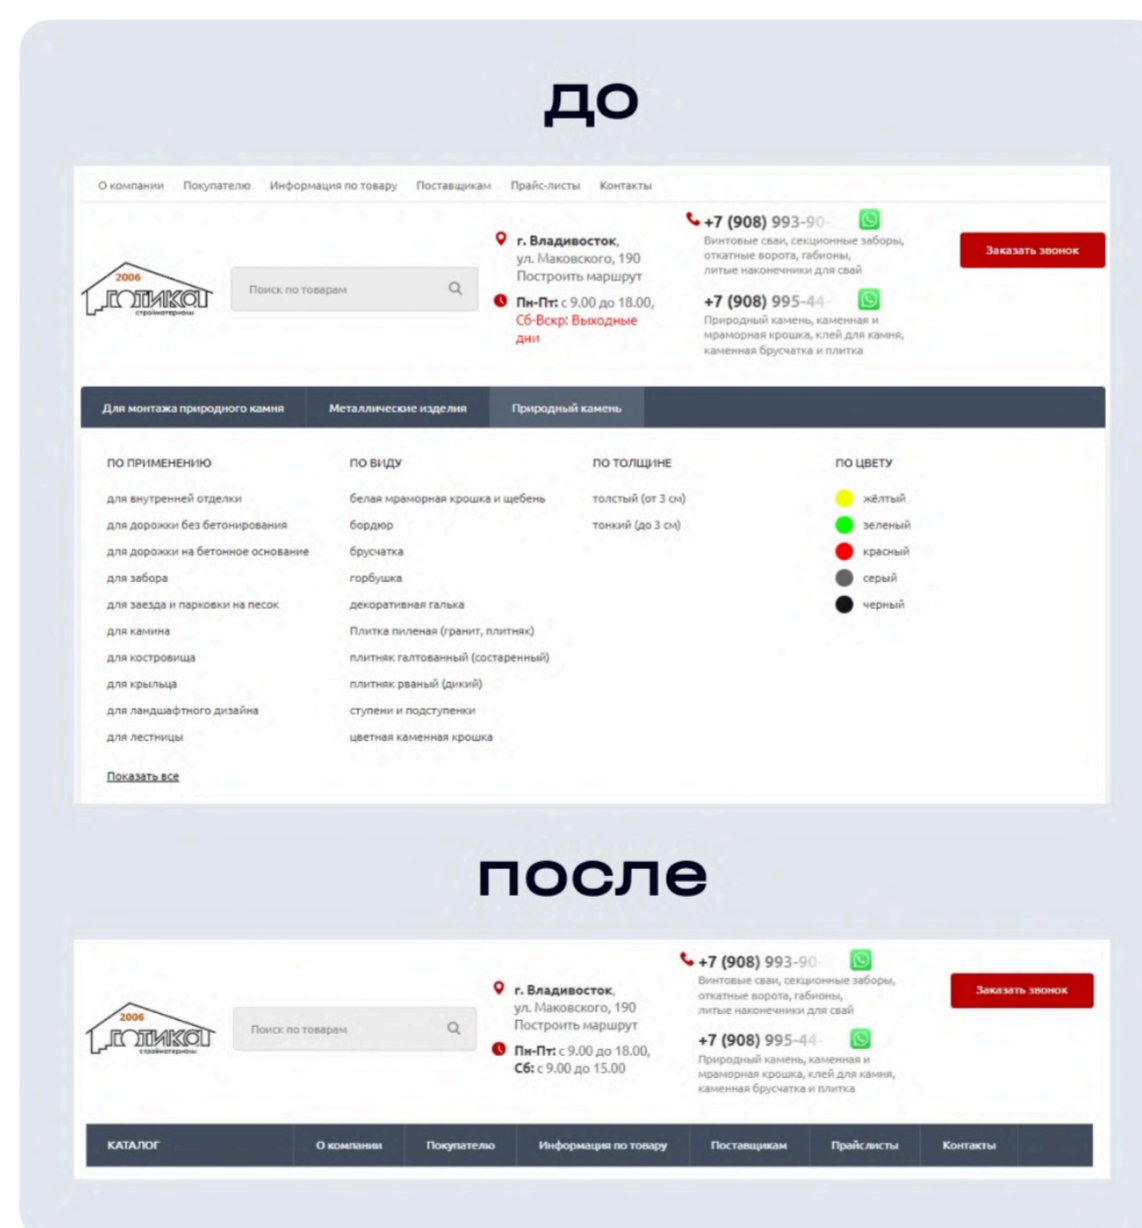 до
О компании Покупателю Информация по товару Поставщикам Прайс-листы Контакты
2006
ГОТИКА
стройматериалы
Поиск по товарам
г. Владивосток,
ул. Маковского, 190
Построить маршрут
Пн-Пт: с 9.00 до 18.00,
Сб-Вскр: Выходные
дни
+7 (908) 993-90-
Винтовые сваи, секционные заборы,
откатные ворота, габионы,
литые наконечники для свай
+7 (908) 995-44-
Природный камень, каменная и
мраморная крошка, клей для камня,
каменная брусчатка и плитка
Заказать звонок
Для монтажа природного камня Металлические изделия Природный камень
ПО ПРИМЕНЕНИЮ
для внутренней отделки
для дорожки без бетонирования
для дорожки на бетонное основание
для забора
для заезда и парковки на песок
для камина
для костровища
для крыльца
для ландшафтного дизайна
для лестницы
Показать все
ПО ВИДУ
белая мраморная крошка и щебень
бордюр
брусчатка
горбушка
декоративная галька
Плитка пиленая (гранит, плитняк)
плитняк галтованный (состаренный)
плитняк рваный (дикий)
ступени и подступенки
цветная каменная крошка
ПО ТОЛЩИНЕ
толстый (от 3 см)
тонкий (до 3 см)
ПО ЦВЕТУ
жёлтый
зеленый
красный
серый
черный
после
2006
ГОТИКА
стройматериалы
Поиск по товарам
г. Владивосток,
ул. Маковского, 190
Построить маршрут
Пн-Пт: с 9.00 до 18.00,
Сб: с 9.00 до 15.00
+7 (908) 993-90-
Винтовые сваи, секционные заборы,
откатные ворота, габионы,
литые наконечники для свай
+7 (908) 995-44-
Природный камень, каменная и
мраморная крошка, клей для камня,
каменная брусчатка и плитка
Заказать звонок
КАТАЛОГ О компании Покупателю Информация по товару Поставщикам Прайслисты Контакты